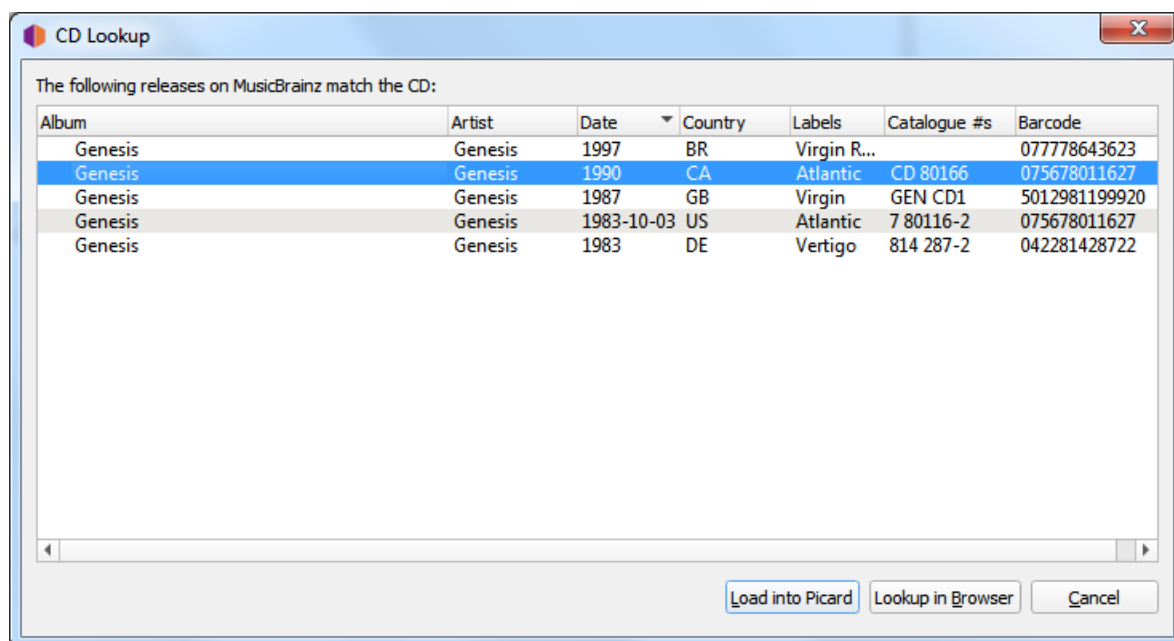 CD Lookup
The following releases on MusicBrainz match the CD:
Album Artist Date Country Labels Catalogue #s Barcode
Genesis Genesis 1997 BR Virgin R... 077778643623
Genesis Genesis 1990 CA Atlantic CD 80166 075678011627
Genesis Genesis 1987 GB Virgin GEN CD1 5012981199920
Genesis Genesis 1983-10-03 US Atlantic 7 80116-2 075678011627
Genesis Genesis 1983 DE Vertigo 814 287-2 042281428722
Load into Picard Lookup in Browser Cancel